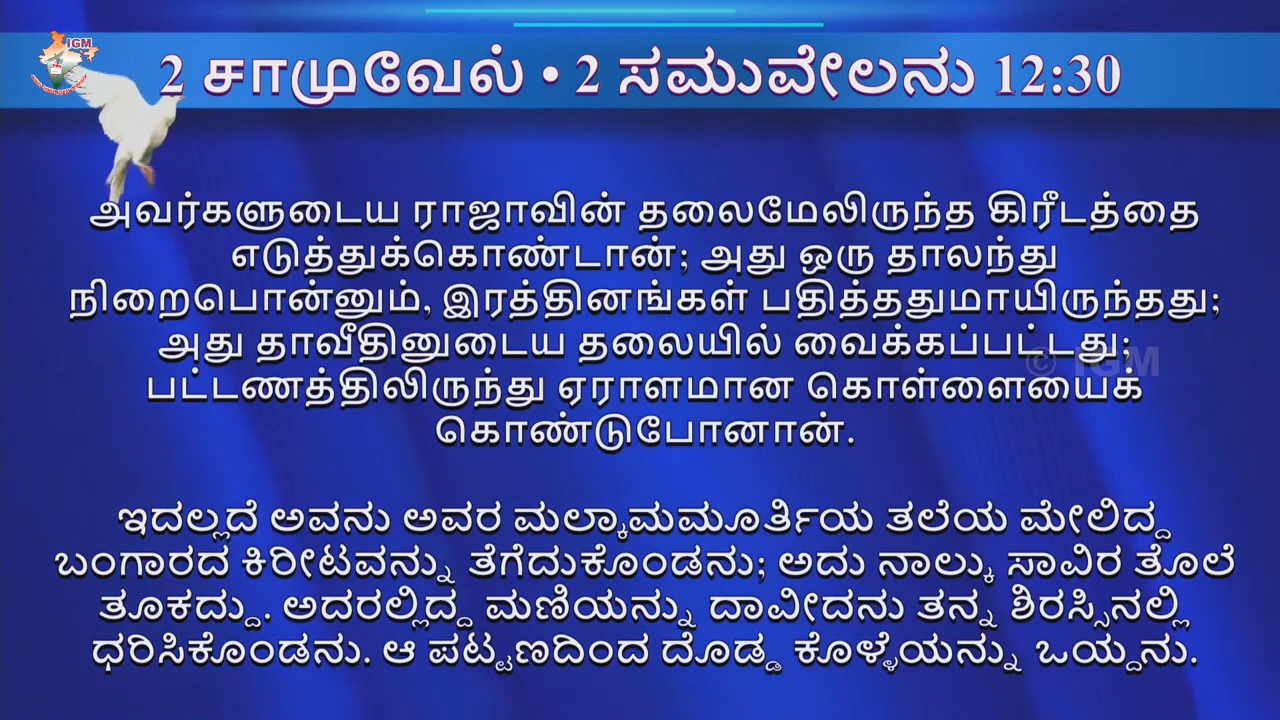 IGM
2 சாமுவேல் • 2 ಸಮುವೇಲನು 12:30
அவர்களுடைய ராஜாவின் தலைமேலிருந்த கிரீடத்தை
எடுத்துக்கொண்டான்; அது ஒரு தாலந்து
நிறைபொன்னும், இரத்தினங்கள் பதித்ததுமாயிருந்தது;
அது தாவீதினுடைய தலையில் வைக்கப்பட்டது;
© IGM
பட்டணத்திலிருந்து ஏராளமான கொள்ளையைக்
கொண்டுபோனான்.
ಇದಲ್ಲದೆ ಅವನು ಅವರ ಮಲ್ಕಾಮಮೂರ್ತಿಯ ತಲೆಯ ಮೇಲಿದ್ದ
ಬಂಗಾರದ ಕಿರೀಟವನ್ನು ತೆಗೆದುಕೊಂಡನು; ಅದು ನಾಲ್ಕು ಸಾವಿರ ತೊಲೆ
ತೂಕದ್ದು. ಅದರಲ್ಲಿದ್ದ ಮಣಿಯನ್ನು ದಾವೀದನು ತನ್ನ ಶಿರಸ್ಸಿನಲ್ಲಿ
ಧರಿಸಿಕೊಂಡನು. ಆ ಪಟ್ಟಣದಿಂದ ದೊಡ್ಡ ಕೊಳ್ಳೆಯನ್ನು ಒಯ್ದನು.